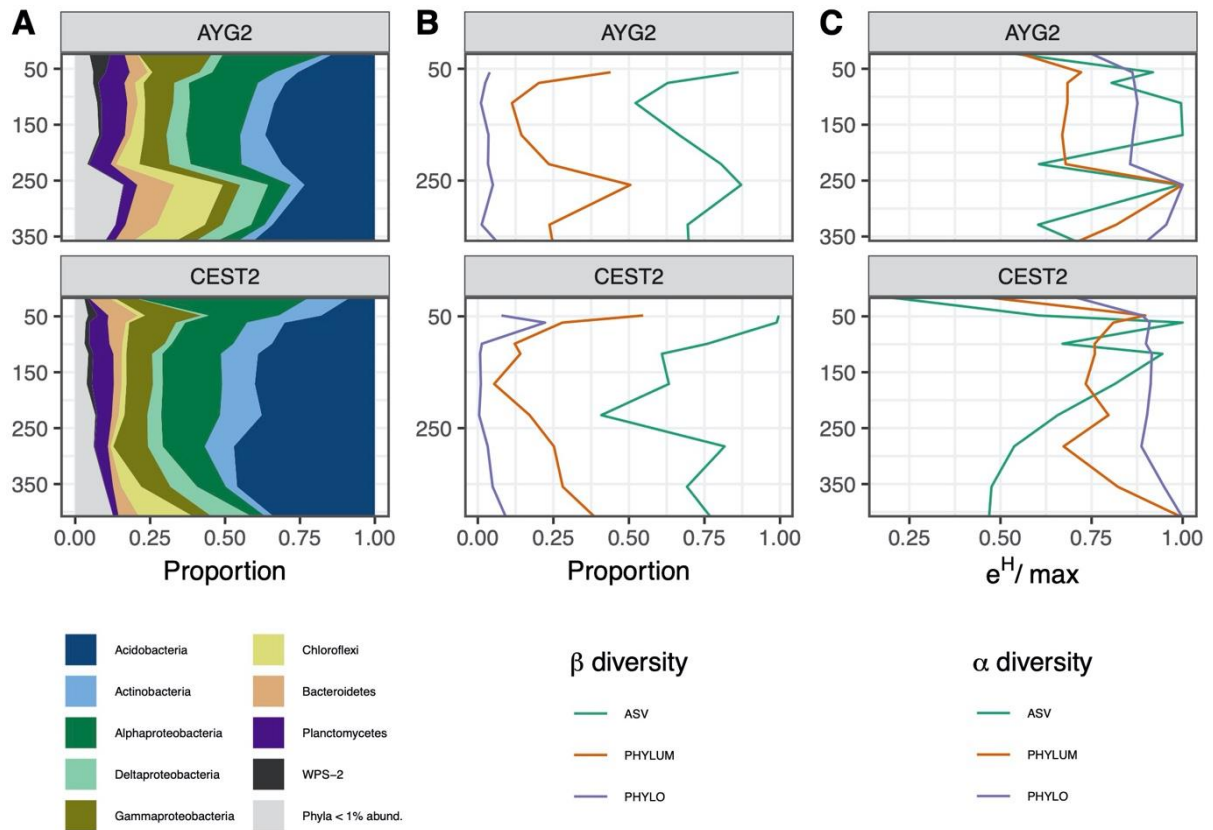 A
B
C
AYG2
AYG2
AYG2
50
150
250
350
50
250
50
150
250
350
CEST2
CEST2
CEST2
50
150
250
350
50
250
50
150
250
350
0.00 0.25 0.50 0.75 1.00
0.00 0.25 0.50 0.75 1.00
0.25 0.50 0.75 1.00
Proportion
Proportion
e^H/ max
Acidobacteria
Actinobacteria
Alphaproteobacteria
Deltaproteobacteria
Gammaproteobacteria
Chloroflexi
Bacteroidetes
Planctomycetes
WPS-2
Phyla < 1% abund.
β diversity
ASV
PHYLUM
PHYLO
α diversity
ASV
PHYLUM
PHYLO